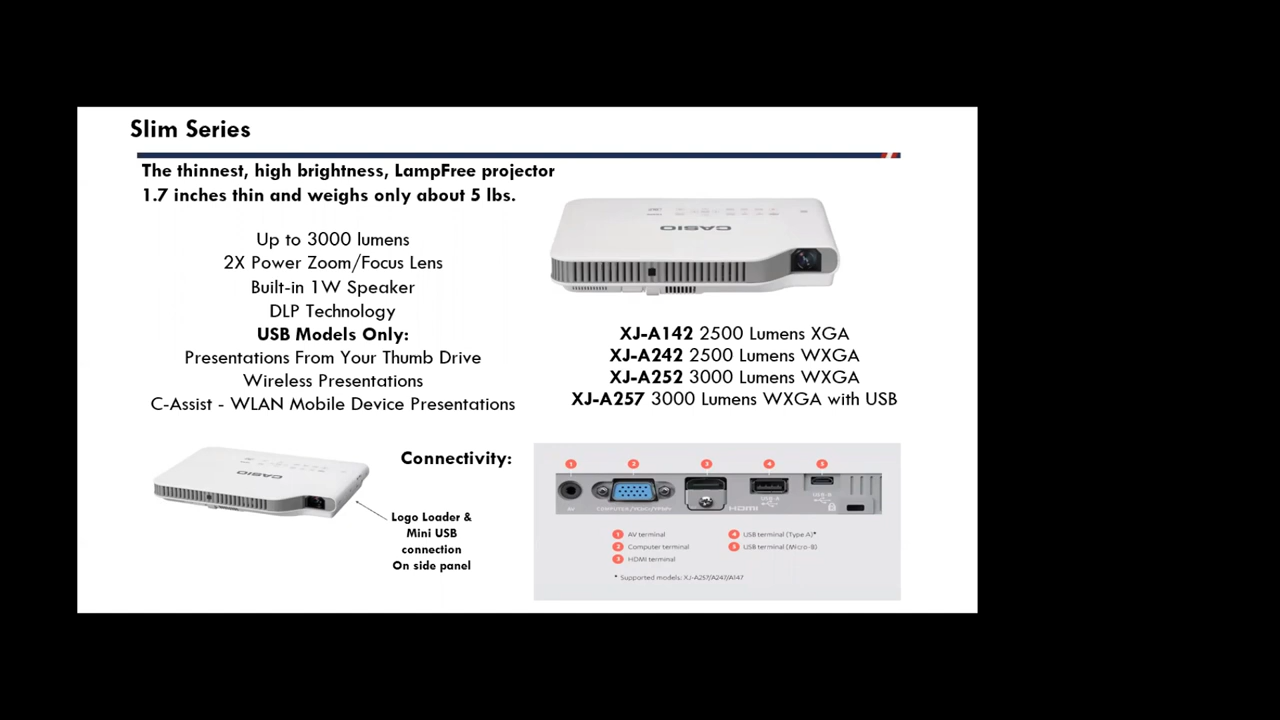 Slim Series
The thinnest, high brightness, LampFree projector
1.7 inches thin and weighs only about 5 lbs.
Up to 3000 lumens
2X Power Zoom/Focus Lens
Built-in 1W Speaker
DLP Technology
USB Models Only:
Presentations From Your Thumb Drive
Wireless Presentations
C-Assist - WLAN Mobile Device Presentations
CASIO
XJ-A142 2500 Lumens XGA
XJ-A242 2500 Lumens WXGA
XJ-A252 3000 Lumens WXGA
XJ-A257 3000 Lumens WXGA with USB
CASIO
Logo Loader &
Mini USB
connection
On side panel
Connectivity:
1 2 3 4 5
AV
HDMI
USB-A
USB-B
1 AV terminal
2 Computer terminal
3 HDMI terminal
4 USB terminal (Type A)*
5 USB terminal (Micro-B)
* Supported models: XJ-A257/A247/A147